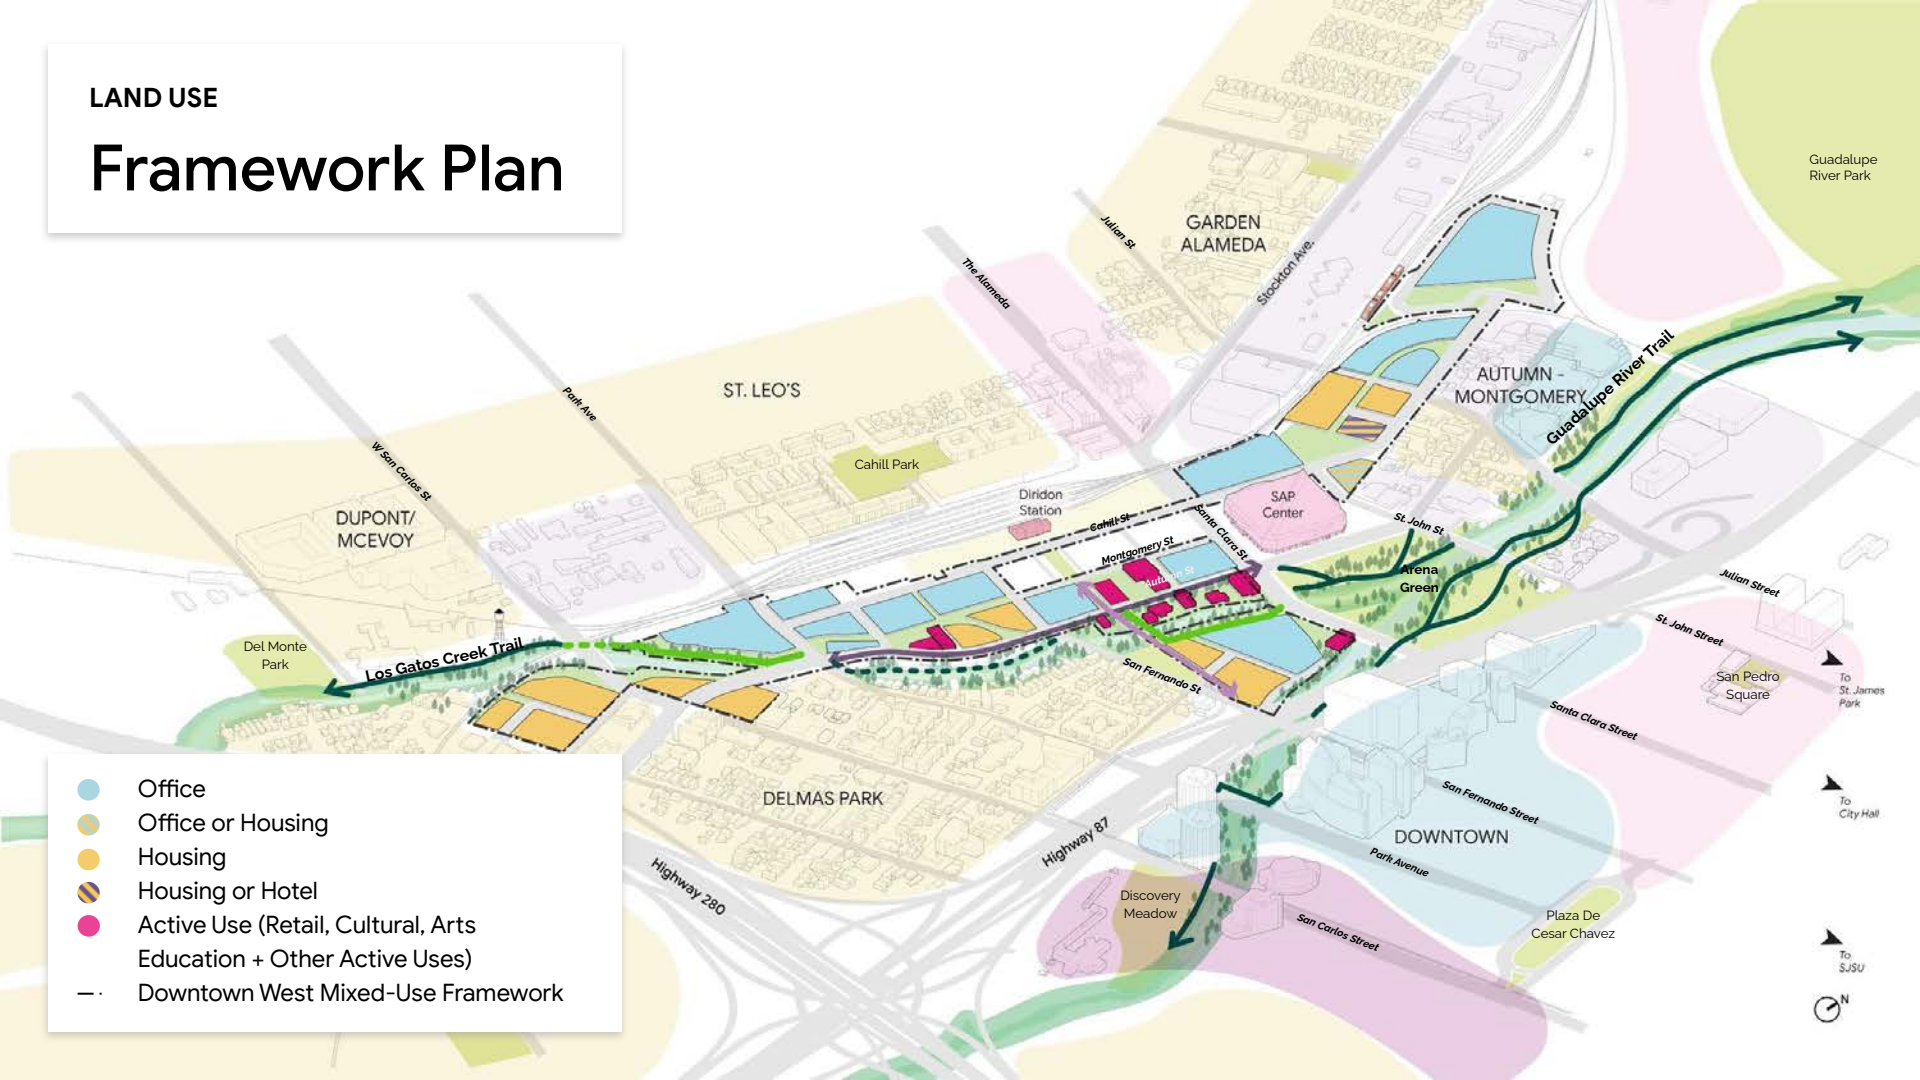 LAND USE
Framework Plan
Guadalupe
River Park
GARDEN
ALAMEDA
Julian St
Stockton Ave.
The Alameda
ST. LEO'S
Park Ave
W San Carlos St
Cahill Park
AUTUMN -
MONTGOMERY
Guadalupe River Trail
DUPONT/
MCEVOY
Diridon
Station
SAP
Center
Cahill St
Santa Clara St
St. John St
Montgomery St
Autumn St
Arena
Green
Julian Street
St. John Street
Del Monte
Park
Los Gatos Creek Trail
San Fernando St
San Pedro
Square
To
St. James
Park
Santa Clara Street
DELMAS PARK
Highway 87
Highway 280
San Fernando Street
DOWNTOWN
Park Avenue
To
City Hall
Discovery
Meadow
San Carlos Street
Plaza De
Cesar Chavez
To
SJSU
N
Office
Office or Housing
Housing
Housing or Hotel
Active Use (Retail, Cultural, Arts
Education + Other Active Uses)
Downtown West Mixed-Use Framework